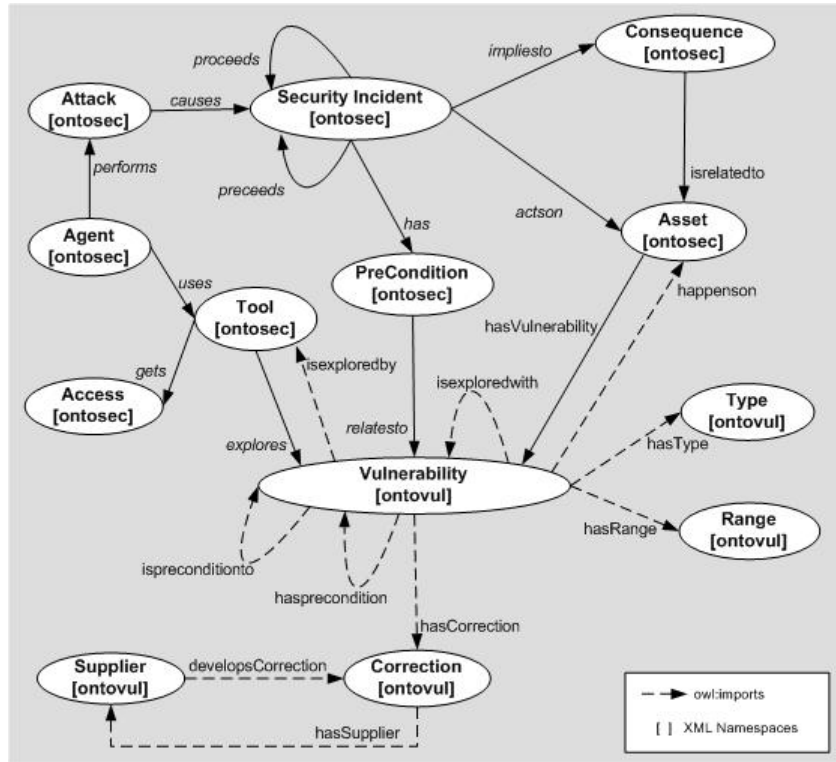 Consequence
[ontosec]
proceeds
impliesto
Attack
[ontosec]
causes
Security Incident
[ontosec]
performs
preceeds
isrelatedto
actson
Asset
[ontosec]
Agent
[ontosec]
has
uses
PreCondition
[ontosec]
happenson
Tool
[ontosec]
hasVulnerability
isexploredby
isexploredwith
gets
Access
[ontosec]
Type
[ontovul]
explores
relatesto
hasType
Vulnerability
[ontovul]
Range
[ontovul]
hasRange
ispreconditionto
hasprecondition
hasCorrection
Supplier
[ontovul]
developsCorrection
Correction
[ontovul]
hasSupplier
owl:imports
[ ] XML Namespaces